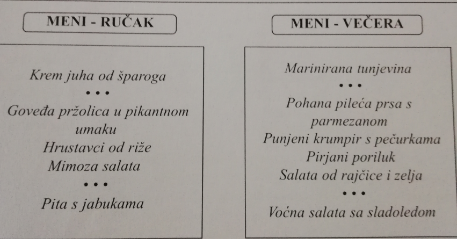 MENI - RUČAK
Krem juha od šparoga
• • •
Goveđa pržolica u pikantnom
umaku
Hrustavci od riže
Mimoza salata
• • •
Pita s jabukama
MENI - VEČERA
Marinirana tunjevina
• • •
Pohana pileća prsa s
parmezanom
Punjeni krumpir s pečurkama
Pirjani poriluk
Salata od rajčice i zelja
• • •
Voćna salata sa sladoledom